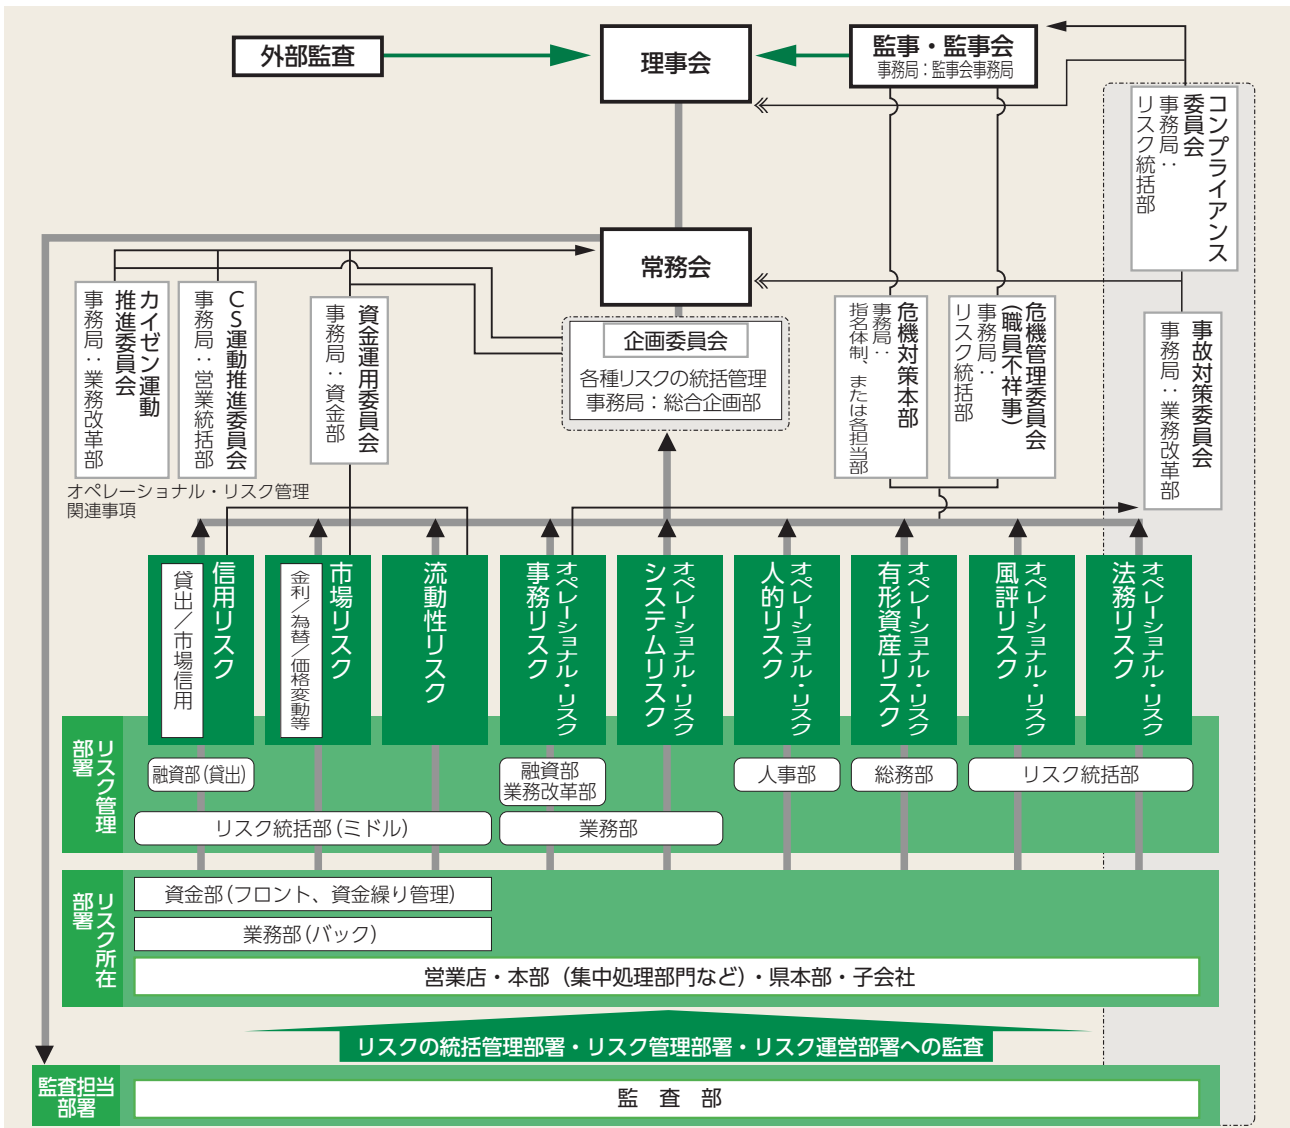 外部監査
理事会
監事・監事会
事務局：監事会事務局
コンプライアンス
委員会
事務局：
リスク統括部
常務会
カイゼン運動
推進委員会
事務局：業務改革部
CS運動推進委員会
事務局：営業統括部
資金運用委員会
事務局：資金部
企画委員会
各種リスクの統括管理
事務局：総合企画部
危機対策本部
事務局：
指名体制、または各担当部
危機管理委員会
(職員不祥事)
事務局：
リスク統括部
事故対策委員会
事務局：業務改革部
オペレーショナル・リスク管理
関連事項
信用リスク
貸出／市場信用
市場リスク
金利／為替／価格変動等
流動性リスク
オペレーショナル・リスク
事務リスク
オペレーショナル・リスク
システムリスク
オペレーショナル・リスク
人的リスク
オペレーショナル・リスク
有形資産リスク
オペレーショナル・リスク
風評リスク
オペレーショナル・リスク
法務リスク
リスク管理
部署
融資部(貸出)
融資部
業務改革部
人事部
総務部
リスク統括部
リスク統括部(ミドル)
業務部
リスク所在
部署
資金部(フロント、資金繰り管理)
業務部(バック)
営業店・本部（集中処理部門など）・県本部・子会社
リスクの統括管理部署・リスク管理部署・リスク運営部署への監査
監査担当
部署
監　査　部